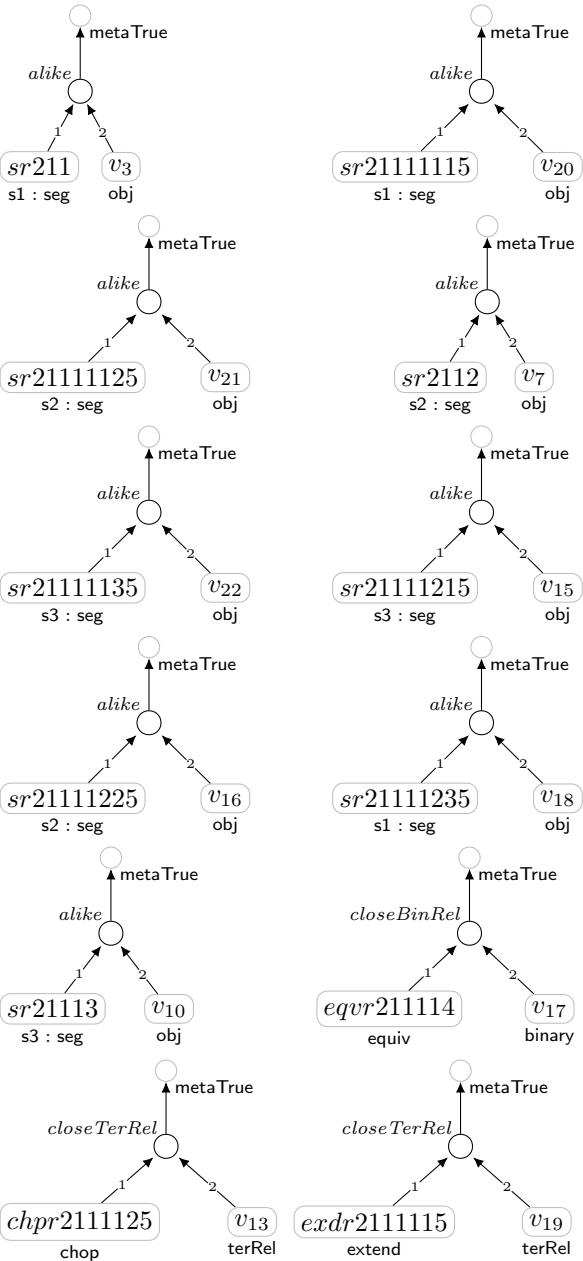 metaTrue
metaTrue
alike
alike
1 2
1 2
sr211 v3
sr21111115 v20
s1 : seg obj
s1 : seg obj
metaTrue
metaTrue
alike
alike
1 2
1 2
sr21111125 v21
sr2112 v7
s2 : seg obj
s2 : seg obj
metaTrue
metaTrue
alike
alike
1 2
1 2
sr21111135 v22
sr21111215 v15
s3 : seg obj
s3 : seg obj
metaTrue
metaTrue
alike
alike
1 2
1 2
sr21111225 v16
sr21111235 v18
s2 : seg obj
s1 : seg obj
metaTrue
metaTrue
alike
closeBinRel
1 2
1 2
sr21113 v10
eqvr211114 v17
s3 : seg obj
equiv binary
metaTrue
metaTrue
closeTerRel
closeTerRel
1 2
1 2
chpr2111125 v13
exdr2111115 v19
chop terRel
extend terRel